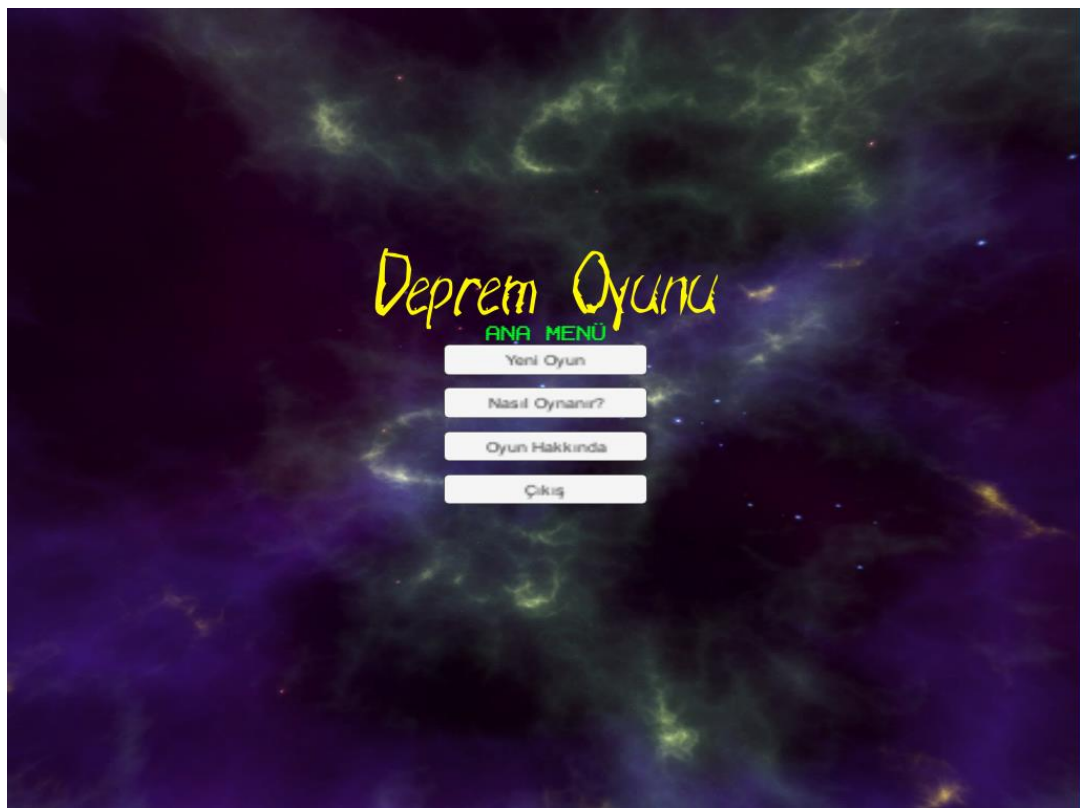 Deprem Oyunu
ANA MENÜ
Yeni Oyun
Nasıl Oynanır?
Oyun Hakkında
Çıkış